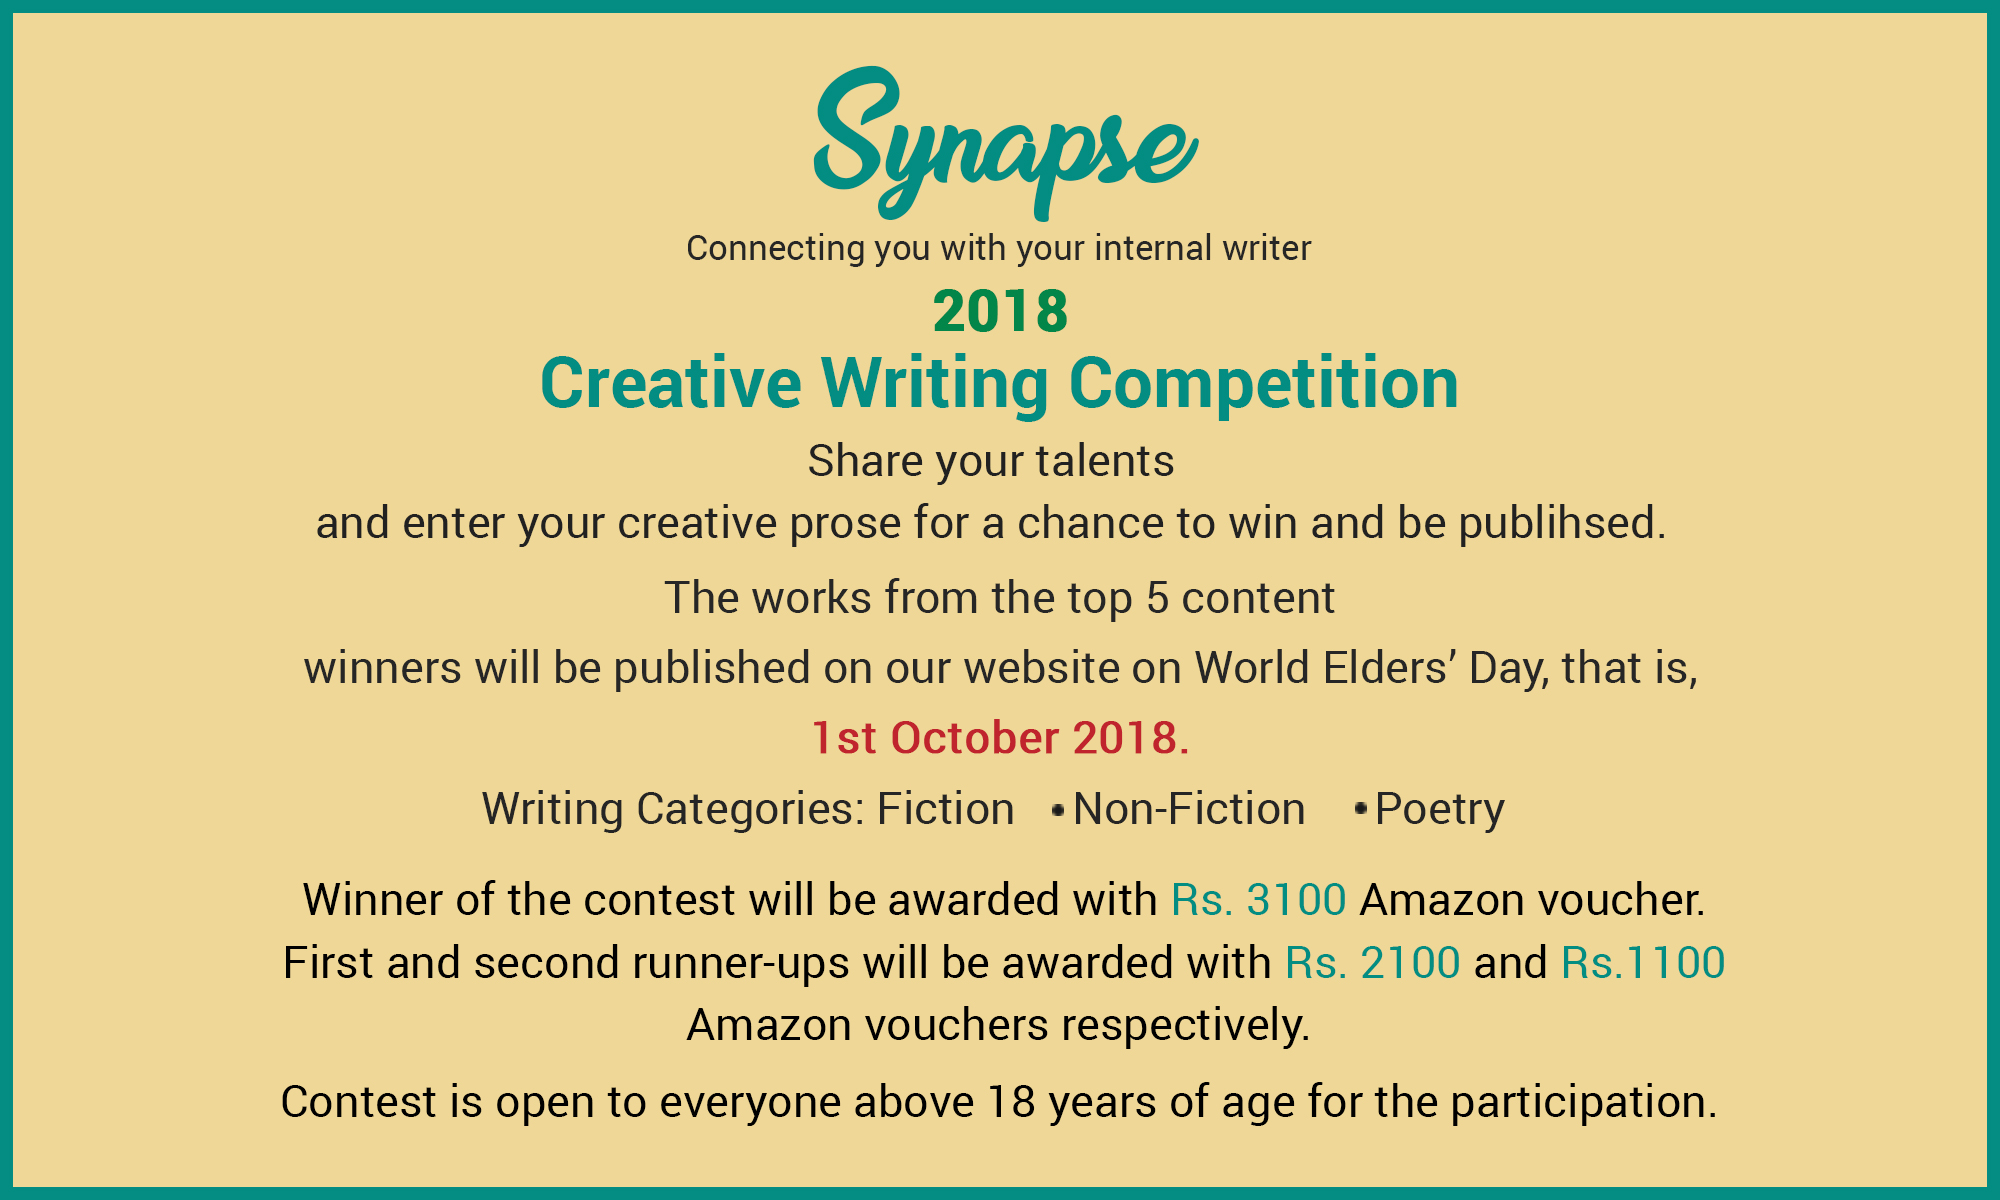 Synapse
Connecting you with your internal writer
2018
Creative Writing Competition
Share your talents
and enter your creative prose for a chance to win and be publihsed.
The works from the top 5 content
winners will be published on our website on World Elders’ Day, that is,
1st October 2018.
Writing Categories: Fiction •Non-Fiction •Poetry
Winner of the contest will be awarded with Rs. 3100 Amazon voucher.
First and second runner-ups will be awarded with Rs. 2100 and Rs.1100
Amazon vouchers respectively.
Contest is open to everyone above 18 years of age for the participation.